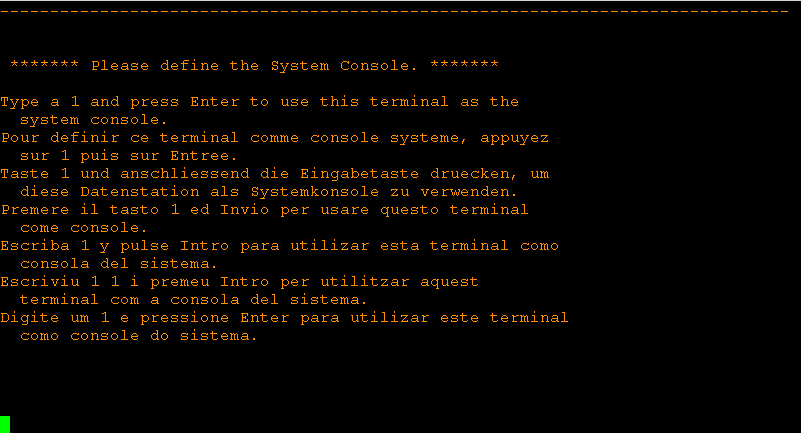 -------------------------------------------------------------------------------
******* Please define the System Console. *******
Type a 1 and press Enter to use this terminal as the
system console.
Pour definir ce terminal comme console systeme, appuyez
sur 1 puis sur Entree.
Taste 1 und anschliessend die Eingabetaste druecken, um
diese Datenstation als Systemkonsole zu verwenden.
Premere il tasto 1 ed Invio per usare questo terminal
come console.
Escriba 1 y pulse Intro para utilizar esta terminal como
consola del sistema.
Escriviu 1 1 i premeu Intro per utilitzar aquest
terminal com a consola del sistema.
Digite um 1 e pressione Enter para utilizar este terminal
como console do sistema.